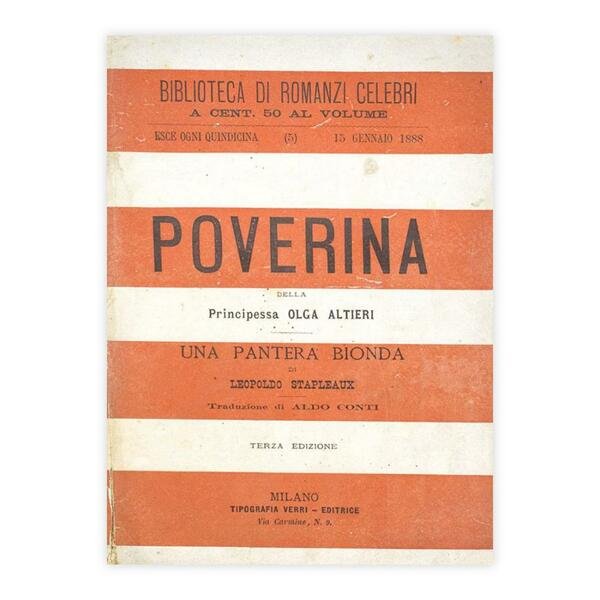 BIBLIOTECA DI ROMANZI CELEBRI
A CENT. 50 AL VOLUME
ESCE OGNI QUINDICINA (5) 15 GENNAIO 1888
POVERINA
DELLA
Principessa OLGA ALTIERI
UNA PANTERA BIONDA
DI
LEOPOLDO STAPLEAUX
Traduzione di ALDO CONTI
TERZA EDIZIONE
MILANO
TIPOGRAFIA VERRI – EDITRICE
Via Carmine, N. 9.